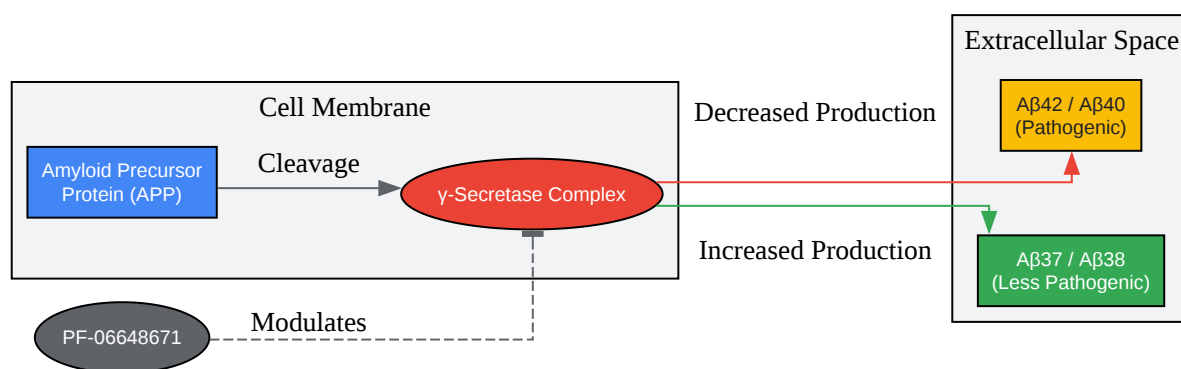 Extracellular Space
Cell Membrane
Decreased Production
Aβ42 / Aβ40
(Pathogenic)
Amyloid Precursor
Protein (APP)
Cleavage
γ-Secretase Complex
Increased Production
Aβ37 / Aβ38
(Less Pathogenic)
PF-06648671
Modulates